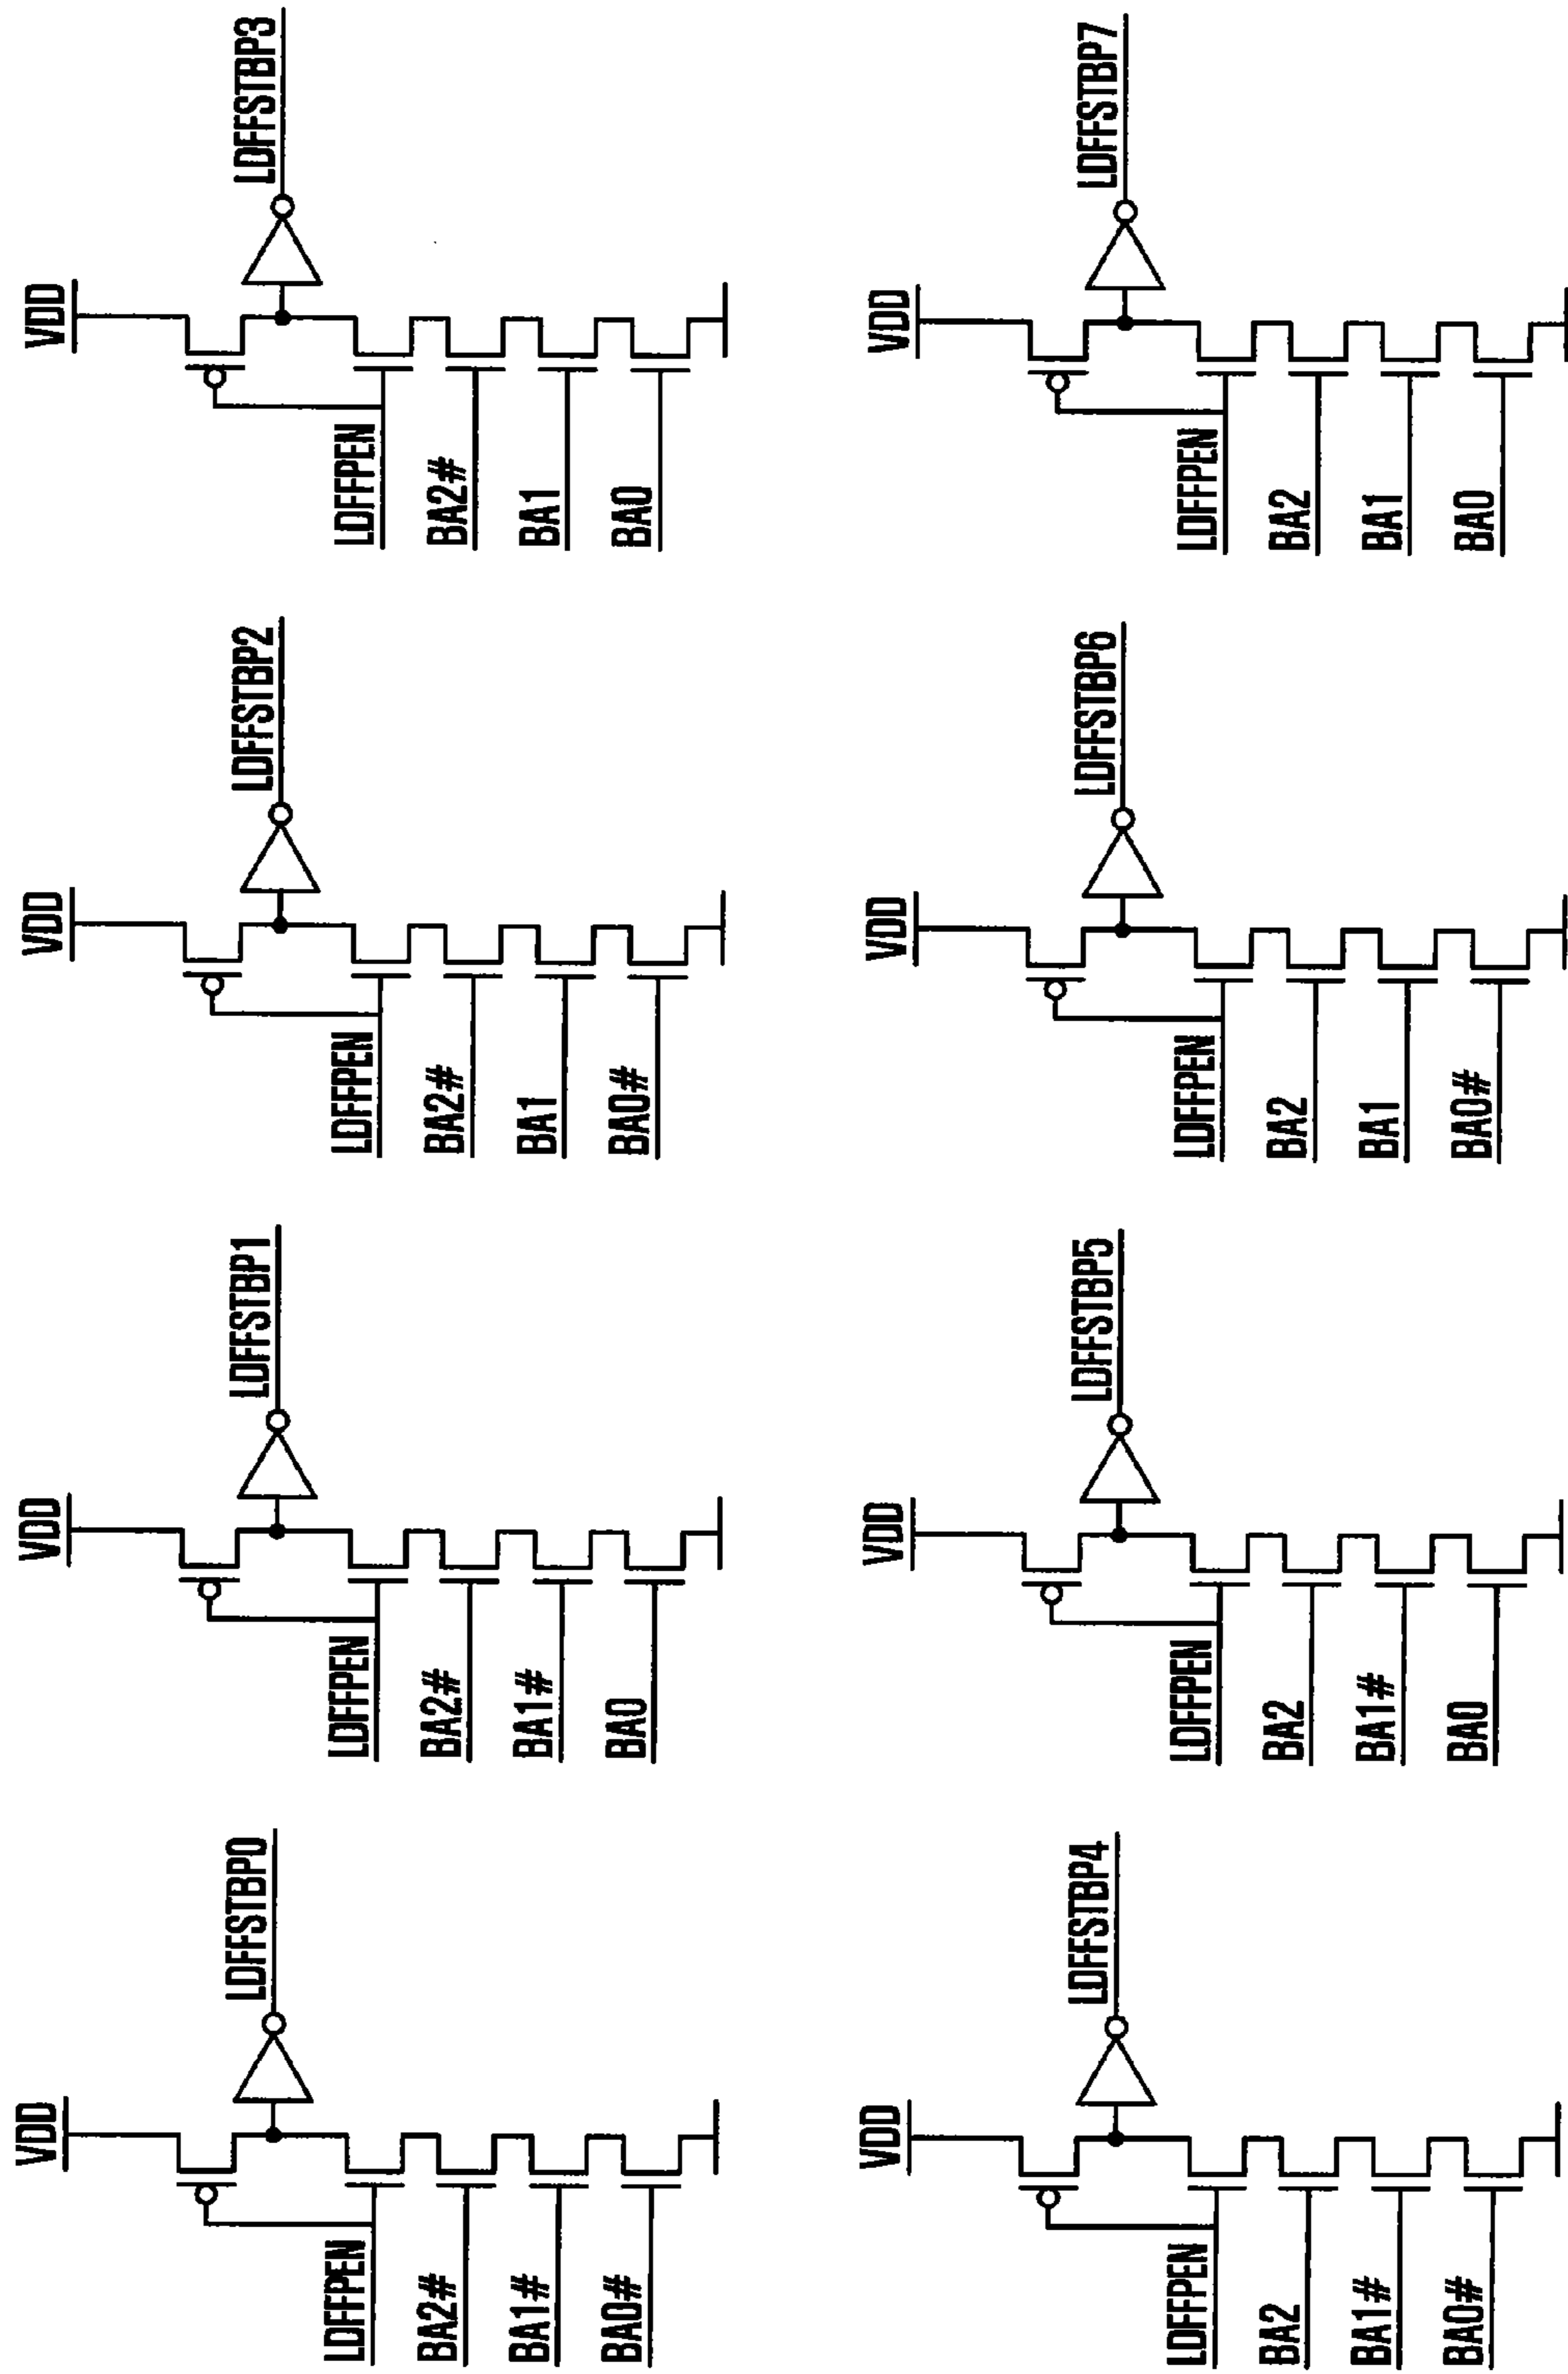 VDD
LDFFSTBP0
LDFFPEN
BA2#
BA1#
BA0#
VDD
LDFFSTBP1
LDFFPEN
BA2#
BA1#
BA0
VDD
LDFFSTBP2
LDFFPEN
BA2#
BA1
BA0#
VDD
LDFFSTBP3
LDFFPEN
BA2#
BA1
BA0
VDD
LDFFSTBP4
LDFFPEN
BA2
BA1#
BA0#
VDD
LDFFSTBP5
LDFFPEN
BA2
BA1#
BA0
VDD
LDFFSTBP6
LDFFPEN
BA2
BA1
BA0#
VDD
LDFFSTBP7
LDFFPEN
BA2
BA1
BA0